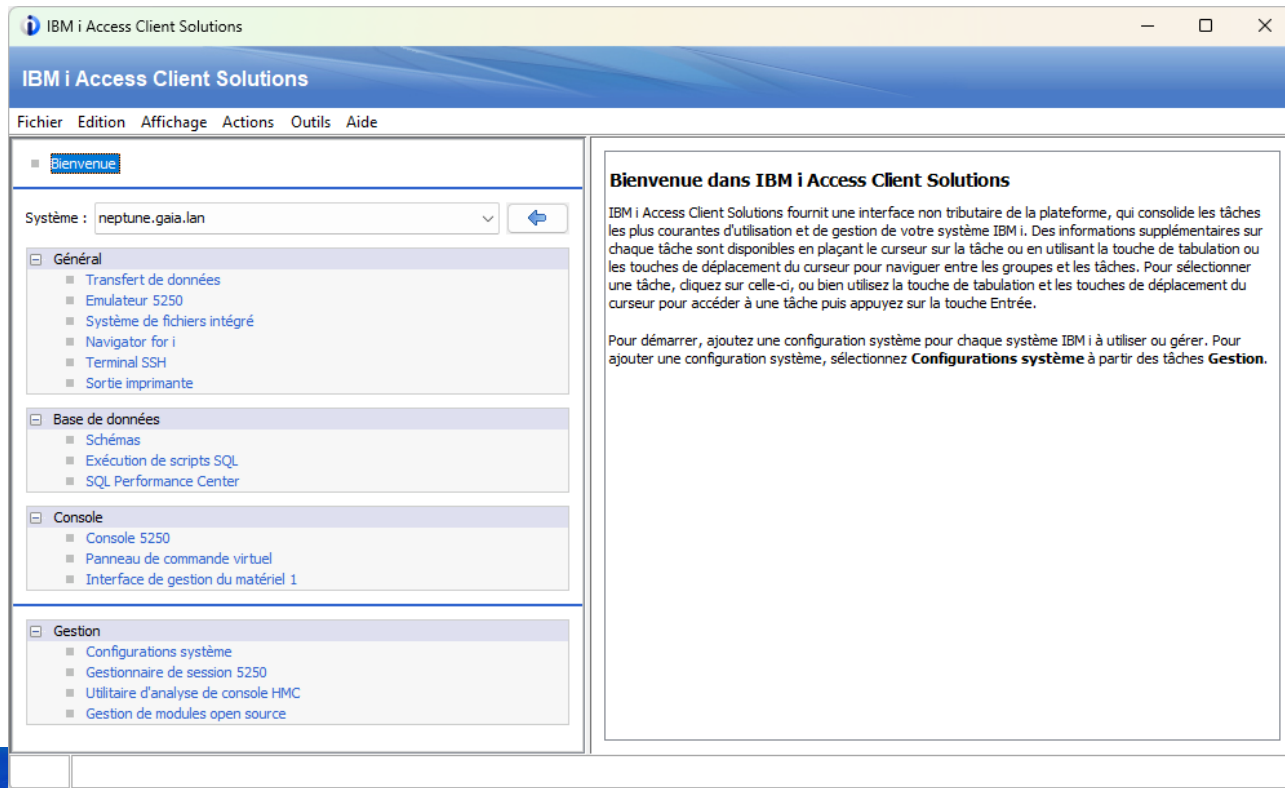 IBM i Access Client Solutions
IBM i Access Client Solutions
Fichier Edition Affichage Actions Outils Aide
Bienvenue
Système : neptune.gaia.lan
Général
Transfert de données
Emulateur 5250
Système de fichiers intégré
Navigator for i
Terminal SSH
Sortie imprimante
Base de données
Schémas
Exécution de scripts SQL
SQL Performance Center
Console
Console 5250
Panneau de commande virtuel
Interface de gestion du matériel 1
Gestion
Configurations système
Gestionnaire de session 5250
Utilitaire d'analyse de console HMC
Gestion de modules open source
Bienvenue dans IBM i Access Client Solutions
IBM i Access Client Solutions fournit une interface non tributaire de la plateforme, qui consolide les tâches
les plus courantes d'utilisation et de gestion de votre système IBM i. Des informations supplémentaires sur
chaque tâche sont disponibles en plaçant le curseur sur la tâche ou en utilisant la touche de tabulation ou
les touches de déplacement du curseur pour naviguer entre les groupes et les tâches. Pour sélectionner
une tâche, cliquez sur celle-ci, ou bien utilisez la touche de tabulation et les touches de déplacement du
curseur pour accéder à une tâche puis appuyez sur la touche Entrée.
Pour démarrer, ajoutez une configuration système pour chaque système IBM i à utiliser ou gérer. Pour
ajouter une configuration système, sélectionnez Configurations système à partir des tâches Gestion.